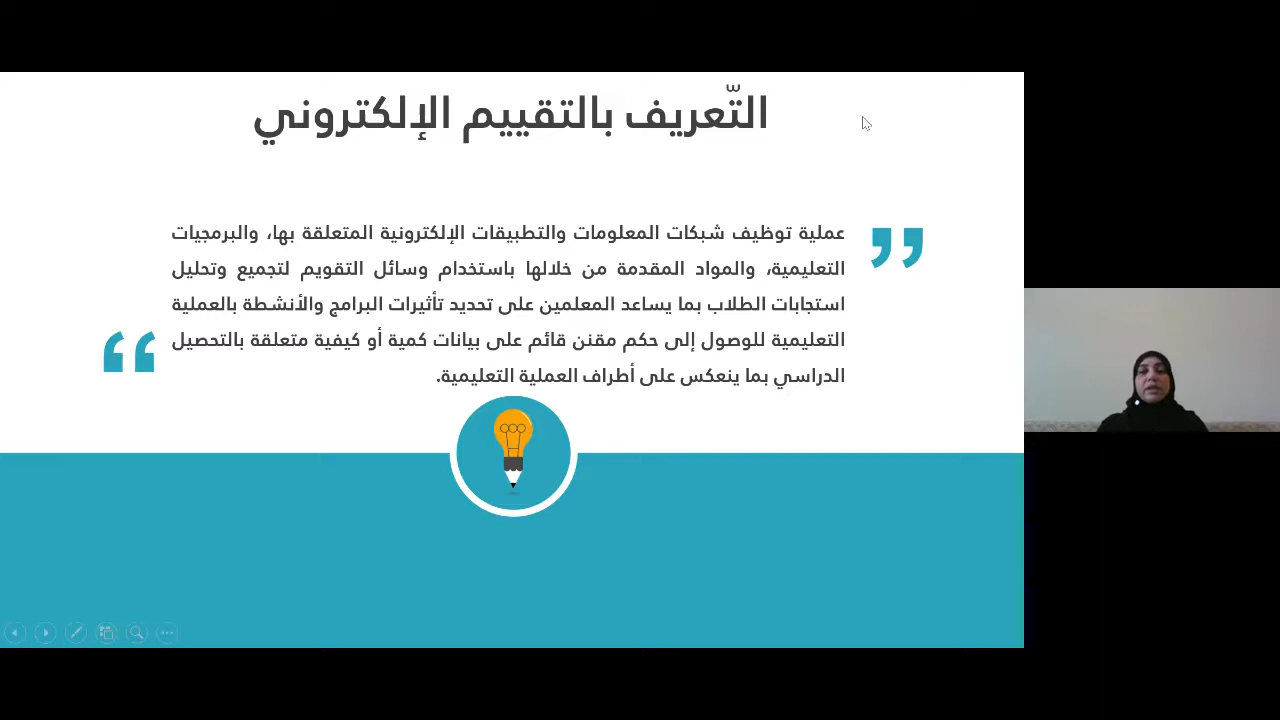 التّعريف بالتقييم الإلكتروني
عملية توظيف شبكات المعلومات والتطبيقات الإلكترونية المتعلقة بها، والبرمجيات
التعليمية، والمواد المقدمة من خلالها باستخدام وسائل التقويم لتجميع وتحليل
استجابات الطلاب بما يساعد المعلمين على تحديد تأثيرات البرامج والأنشطة بالعملية
التعليمية للوصول إلى حكم مقنن قائم على بيانات كمية أو كيفية متعلقة بالتحصيل
الدراسي بما ينعكس على أطراف العملية التعليمية.